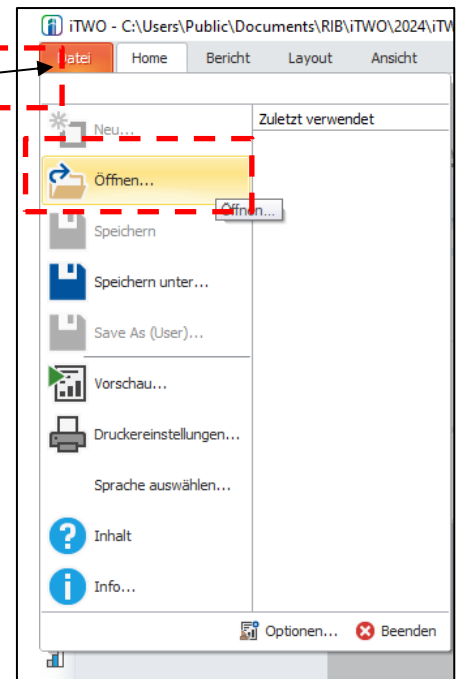 iTWO - C:\Users\Public\Documents\RIB\iTWO\2024\iTW
Datei Home Bericht Layout Ansicht
Neu...
Zuletzt verwendet
Öffnen...
Öffnen...
Speichern
Speichern unter...
Save As (User)...
Vorschau...
Druckereinstellungen...
Sprache auswählen...
Inhalt
Info...
Optionen... Beenden